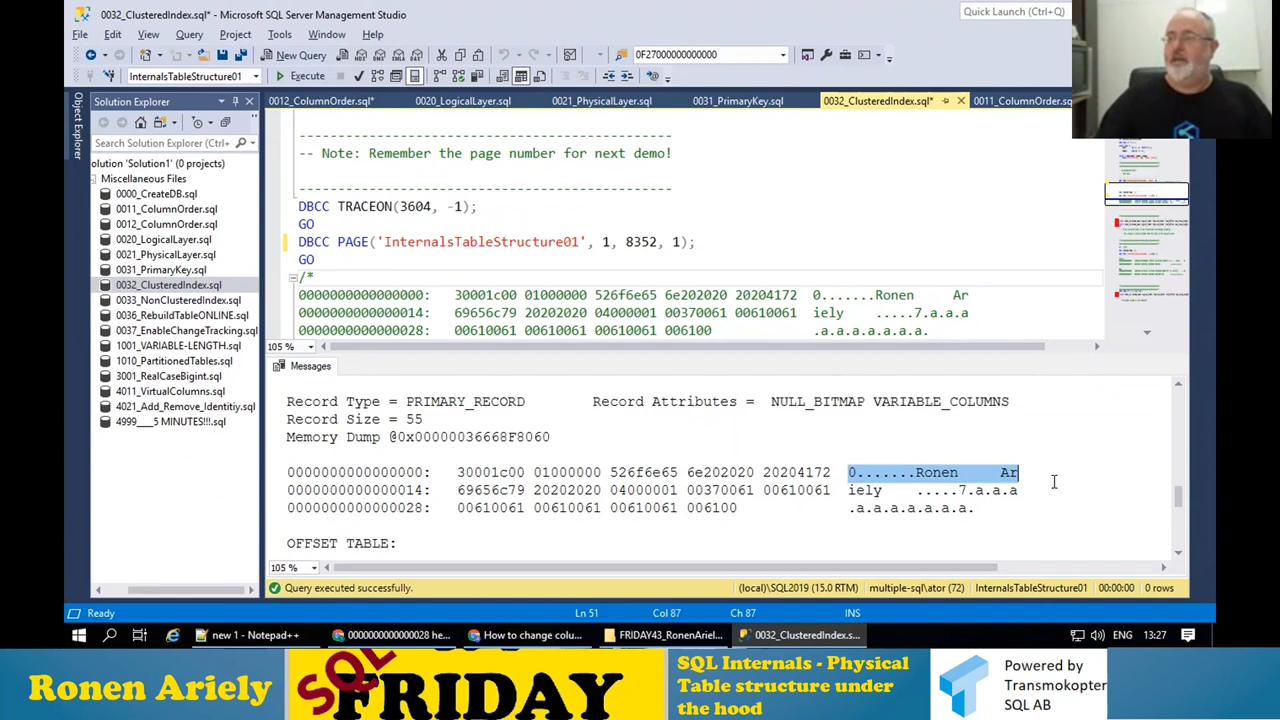 0032_ClusteredIndex.sql* - Microsoft SQL Server Management Studio
Quick Launch (Ctrl+Q)
File Edit View Query Project Tools Window Help
New Query
0F27000000000000
InternalsTableStructure01
Execute
Object Explorer
Solution Explorer
0012_ColumnOrder.sql* 0020_LogicalLayer.sql 0021_PhysicalLayer.sql 0031_PrimaryKey.sql 0032_ClusteredIndex.sql* 0011_ColumnOrder.sql
Search Solution Explorer (Ctrl+
olution 'Solution1' (0 projects)
Miscellaneous Files
0000_CreateDB.sql
0011_ColumnOrder.sql
0012_ColumnOrder.sql
0020_LogicalLayer.sql
0021_PhysicalLayer.sql
0031_PrimaryKey.sql
0032_ClusteredIndex.sql
0033_NonClusteredIndex.sql
0036_RebuildTableONLINE.sql
0037_EnableChangeTracking.sql
1001_VARIABLE-LENGTH.sql
1010_PartitionedTables.sql
3001_RealCaseBigint.sql
4011_VirtualColumns.sql
4021_Add_Remove_Identitiy.sql
4999___5 MINUTES!!!.sql
-------------------------------------------
-- Note: Remember the page number for next demo!
-------------------------------------------
DBCC TRACEON(3604, -1);
GO
DBCC PAGE('InternalsTableStructure01', 1, 8352, 1);
GO
/*
0000000000000000: 30001c00 01000000 526f6e65 6e202020 20204172 0.......Ronen     Ar
0000000000000014: 69656c79 20202020 04000001 00370061 00610061 iely    .....7.a.a.a
0000000000000028: 00610061 00610061 00610061 006100 .a.a.a.a.a.a.a.
105 %
Messages
Record Type = PRIMARY_RECORD Record Attributes = NULL_BITMAP VARIABLE_COLUMNS
Record Size = 55
Memory Dump @0x00000036668F8060
0000000000000000: 30001c00 01000000 526f6e65 6e202020 20204172 0.......Ronen     Ar
0000000000000014: 69656c79 20202020 04000001 00370061 00610061 iely    .....7.a.a.a
0000000000000028: 00610061 00610061 00610061 006100 .a.a.a.a.a.a.a.
OFFSET TABLE:
105 %
Query executed successfully. (local)\SQL2019 (15.0 RTM) multiple-sql\ator (72) InternalsTableStructure01 00:00:00 0 rows
Ready Ln 51 Col 87 Ch 87 INS
new 1 - Notepad++ 0000000000000028 he... How to change colu... FRIDAY43_RonenAriel... 0032_ClusteredIndex.s... ENG 13:27
Ronen Ariely
SQL
FRIDAY
SQL Internals - Physical
Table structure under
the hood
Powered by
Transmokopter
SQL AB